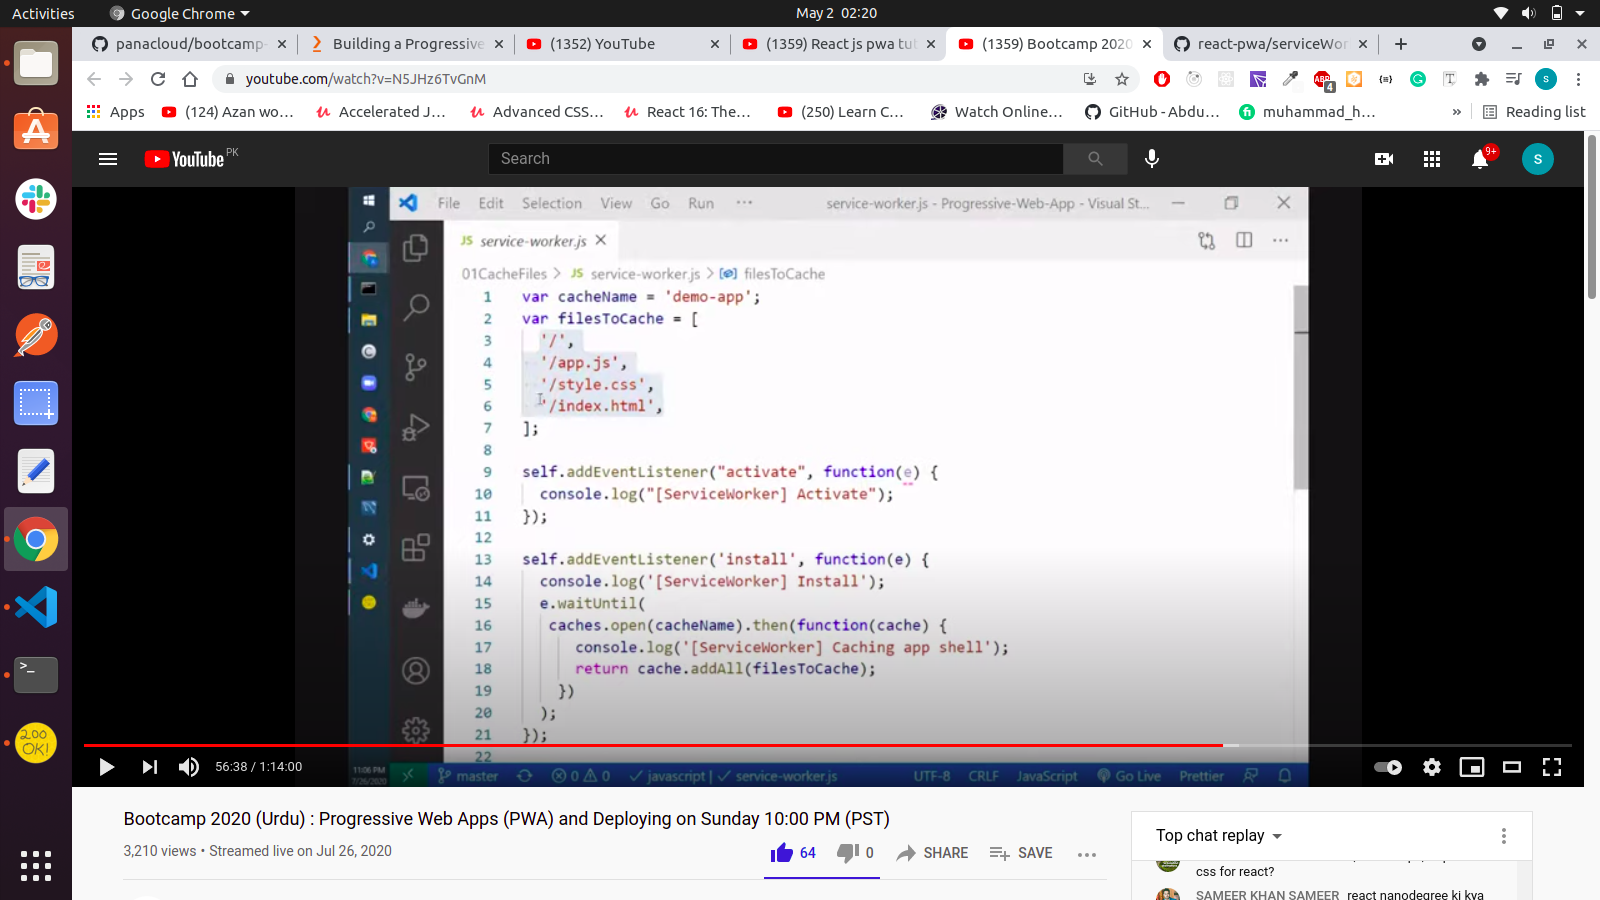 Activities
Google Chrome
May 2 02:20
panacloud/bootcamp-
Building a Progressive
(1352) YouTube
(1359) React js pwa tut
(1359) Bootcamp 2020
react-pwa/serviceWor
youtube.com/watch?v=N5JHz6TvGnM
ABP
4
T
S
Apps
(124) Azan wo...
Accelerated J...
Advanced CSS...
React 16: The...
(250) Learn C...
Watch Online...
GitHub - Abdu...
muhammad_h...
»
Reading list
YouTube PK
Search
9+
S
File Edit Selection View Go Run ···
service-worker.js - Progressive-Web-App - Visual St...
JS service-worker.js
01CacheFiles > JS service-worker.js > filesToCache
1 var cacheName = 'demo-app';
2 var filesToCache = [
3 '/',
4 '/app.js',
5 '/style.css',
6 '/index.html',
7 ];
8
9 self.addEventListener("activate", function(e) {
10 console.log("[ServiceWorker] Activate");
11 });
12
13 self.addEventListener('install', function(e) {
14 console.log('[ServiceWorker] Install');
15 e.waitUntil(
16 caches.open(cacheName).then(function(cache) {
17 console.log('[ServiceWorker] Caching app shell');
18 return cache.addAll(filesToCache);
19 })
20 );
21 });
22
11:06 PM
7/26/2020
master
0 0
javascript | service-worker.js
UTF-8 CRLF JavaScript Go Live Prettier
56:38 / 1:14:00
200 OK!
Bootcamp 2020 (Urdu) : Progressive Web Apps (PWA) and Deploying on Sunday 10:00 PM (PST)
3,210 views • Streamed live on Jul 26, 2020
64
0
SHARE
SAVE
Top chat replay
css for react?
SAMEER KHAN SAMEER react nanodegree ki kya